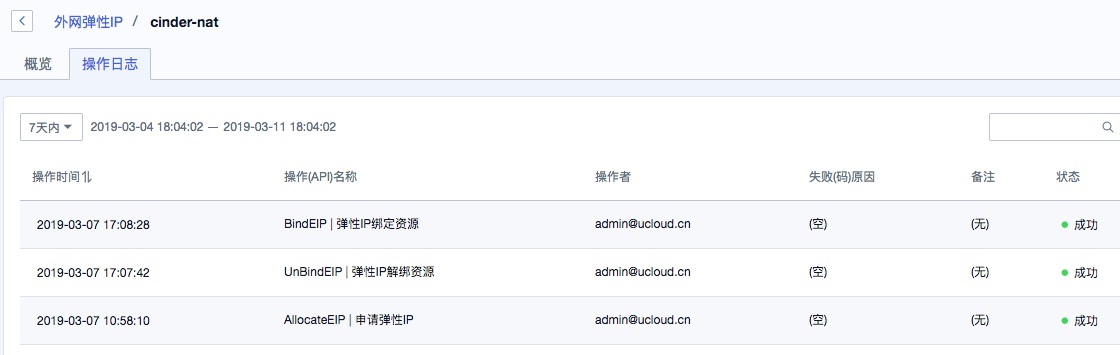 外网弹性IP / cinder-nat
概览 操作日志
7天内 2019-03-04 18:04:02 — 2019-03-11 18:04:02
操作时间 操作(API)名称 操作者 失败(码)原因 备注 状态
2019-03-07 17:08:28 BindEIP | 弹性IP绑定资源 admin@ucloud.cn (空) (无) 成功
2019-03-07 17:07:42 UnBindEIP | 弹性IP解绑资源 admin@ucloud.cn (空) (无) 成功
2019-03-07 10:58:10 AllocateEIP | 申请弹性IP admin@ucloud.cn (空) (无) 成功